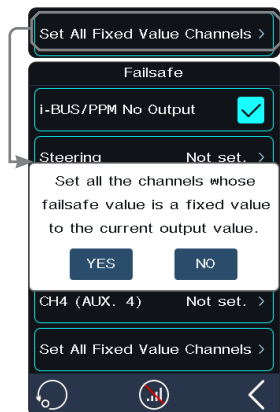 Set All Fixed Value Channels >
Failsafe
i-BUS/PPM No Output
Steering Not set. >
Set all the channels whose
failsafe value is a fixed value
to the current output value.
YES NO
CH4 (AUX. 4) Not set. >
Set All Fixed Value Channels >